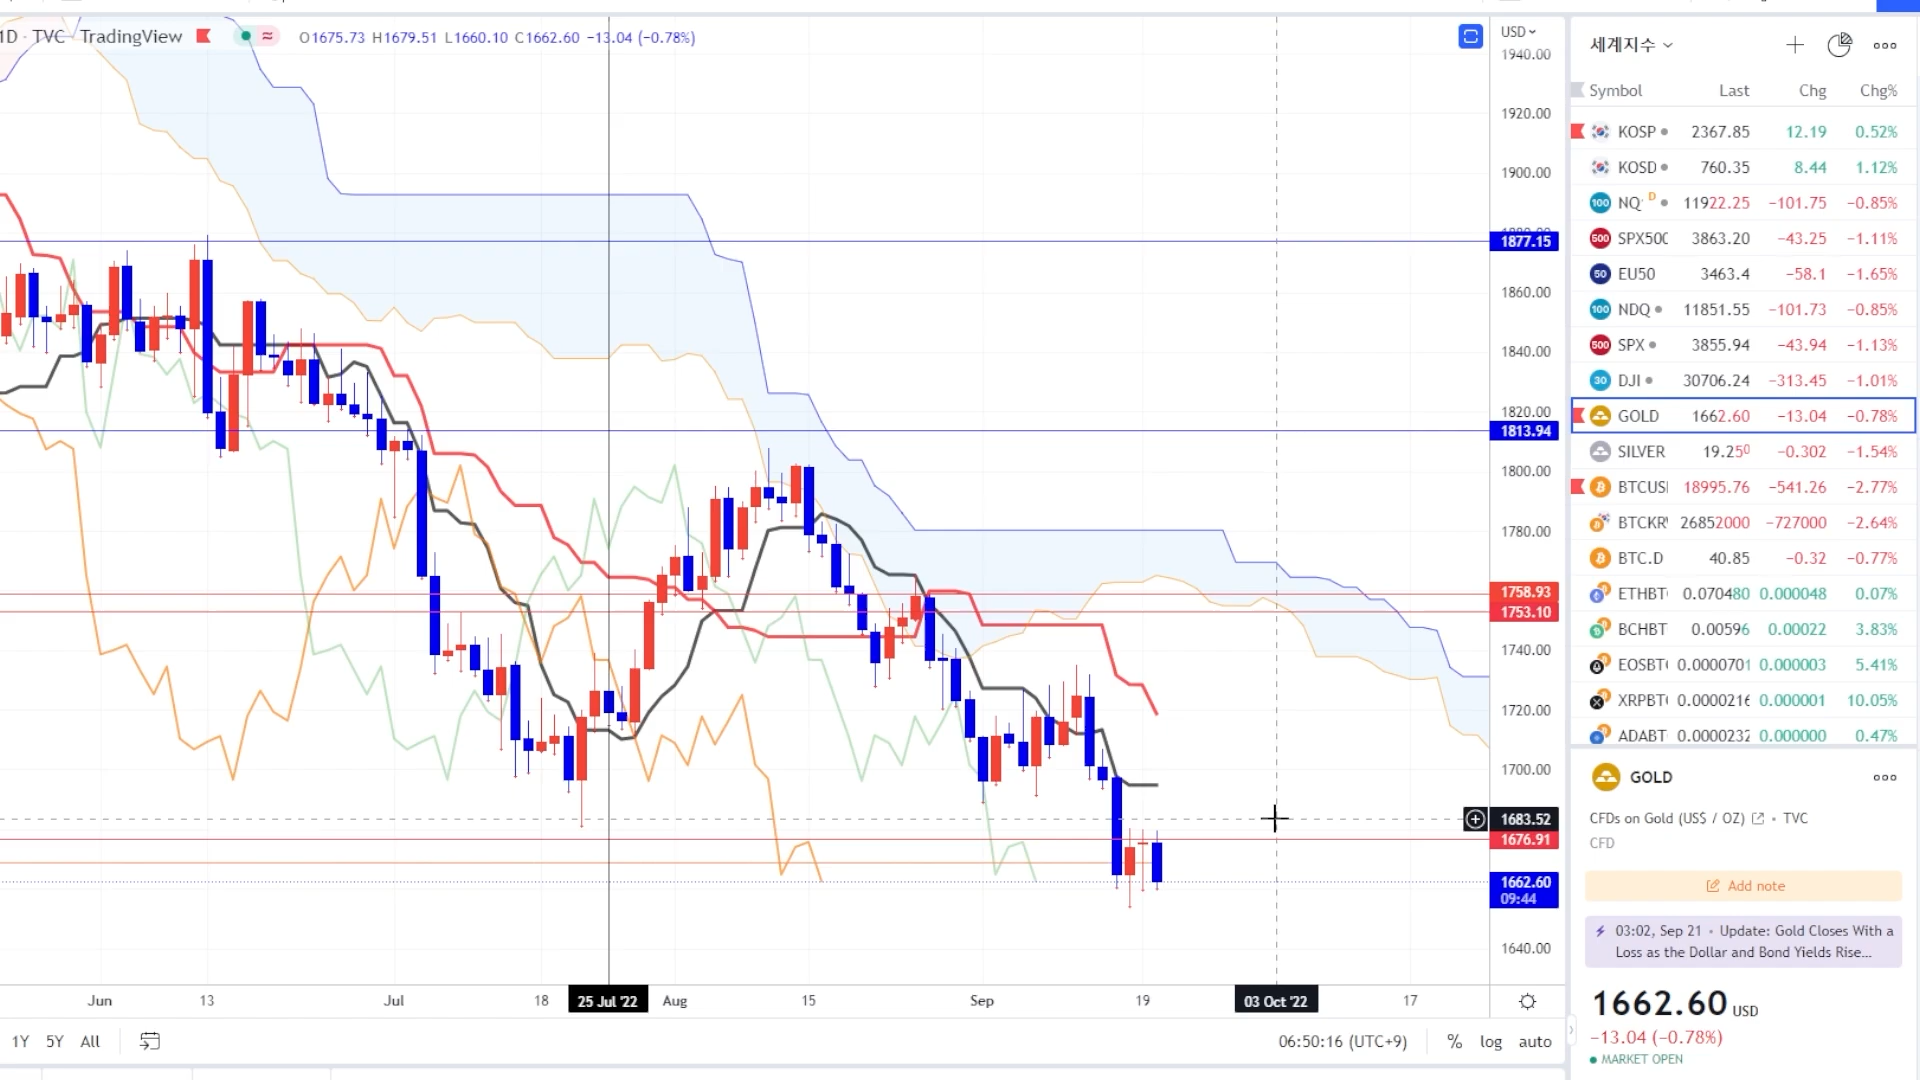 1D · TVC · TradingView O1675.73 H1679.51 L1660.10 C1662.60 −13.04 (−0.78%)
USD
1940.00
1920.00
1900.00
1877.15
1860.00
1840.00
1820.00
1813.94
1800.00
1780.00
1758.93
1753.10
1740.00
1720.00
1700.00
1683.52
1676.91
1662.60
09:44
1640.00
Jun 13 Jul 18 25 Jul '22 Aug 15 Sep 19 03 Oct '22 17
1Y 5Y All 06:50:16 (UTC+9) % log auto
세계지수
Symbol Last Chg Chg%
KOSP 2367.85 12.19 0.52%
KOSD 760.35 8.44 1.12%
100 NQ D 11922.25 −101.75 −0.85%
500 SPX500 3863.20 −43.25 −1.11%
50 EU50 3463.4 −58.1 −1.65%
100 NDQ 11851.55 −101.73 −0.85%
500 SPX 3855.94 −43.94 −1.13%
30 DJI 30706.24 −313.45 −1.01%
GOLD 1662.60 −13.04 −0.78%
SILVER 19.250 −0.302 −1.54%
BTCUS 18995.76 −541.26 −2.77%
BTCKR 26852000 −727000 −2.64%
BTC.D 40.85 −0.32 −0.77%
ETHBT 0.070480 0.000048 0.07%
BCHBT 0.00596 0.00022 3.83%
EOSBT 0.0000701 0.000003 5.41%
XRPBT 0.0000216 0.000001 10.05%
ADABT 0.0000232 0.000000 0.47%
GOLD
CFDs on Gold (US$ / OZ) • TVC
CFD
Add note
03:02, Sep 21 • Update: Gold Closes With a
Loss as the Dollar and Bond Yields Rise...
1662.60 USD
−13.04 (−0.78%)
MARKET OPEN